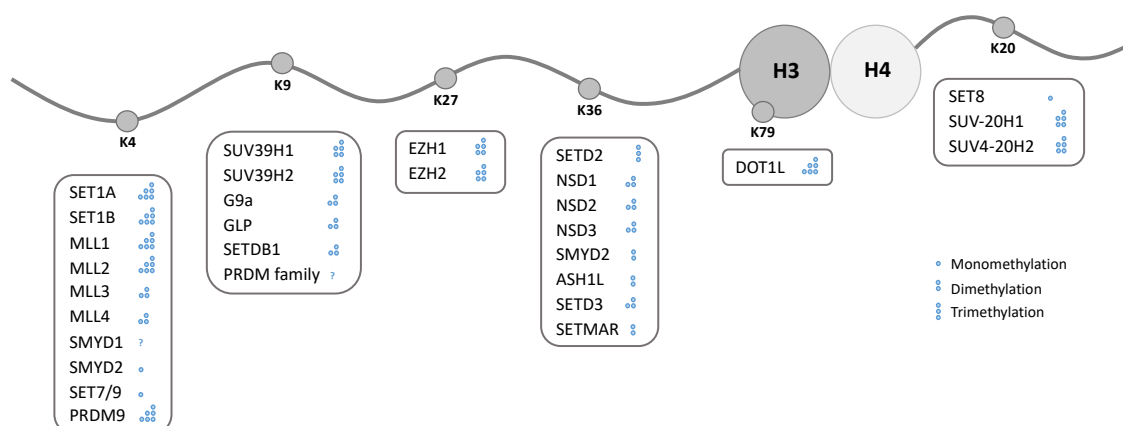 K4
SET1A
SET1B
MLL1
MLL2
MLL3
MLL4
SMYD1 ?
SMYD2
SET7/9
PRDM9
K9
SUV39H1
SUV39H2
G9a
GLP
SETDB1
PRDM family ?
K27
EZH1
EZH2
K36
SETD2
NSD1
NSD2
NSD3
SMYD2
ASH1L
SETD3
SETMAR
H3
H4
K79
DOT1L
K20
SET8
SUV-20H1
SUV4-20H2
Monomethylation
Dimethylation
Trimethylation